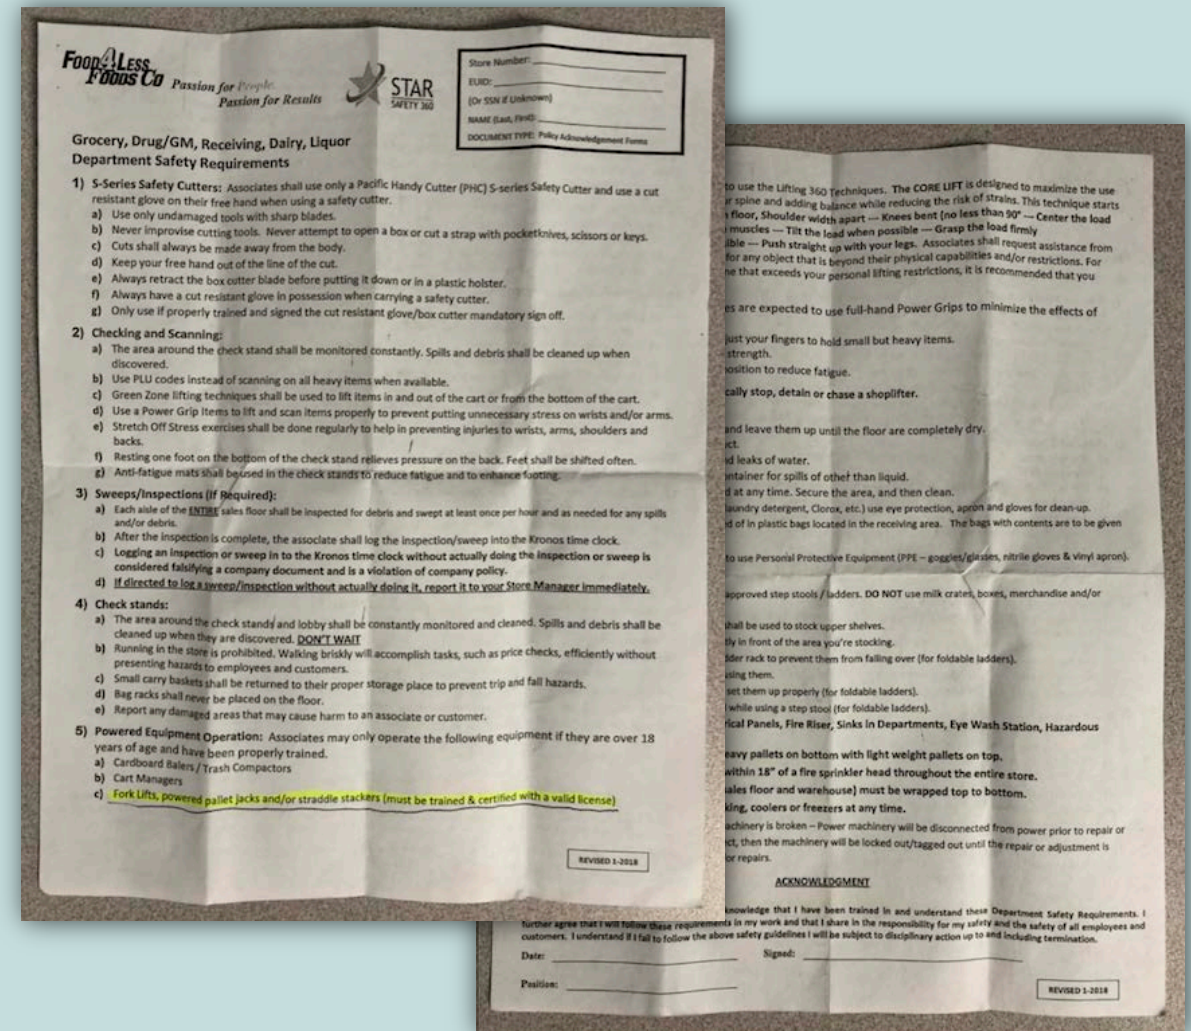 FOOD4LESS
FOODS CO Passion for People.
Passion for Results
STAR
SAFETY 360
Store Number:
EUID:
(Or SSN if Unknown)
NAME (Last, First):
DOCUMENT TYPE: Policy Acknowledgement Forms
Grocery, Drug/GM, Receiving, Dairy, Liquor
Department Safety Requirements
1) S-Series Safety Cutters: Associates shall use only a Pacific Handy Cutter (PHC) S-series Safety Cutter and use a cut
resistant glove on their free hand when using a safety cutter.
a) Use only undamaged tools with sharp blades.
b) Never improvise cutting tools. Never attempt to open a box or cut a strap with pocketknives, scissors or keys.
c) Cuts shall always be made away from the body.
d) Keep your free hand out of the line of the cut.
e) Always retract the box cutter blade before putting it down or in a plastic holster.
f) Always have a cut resistant glove in possession when carrying a safety cutter.
g) Only use if properly trained and signed the cut resistant glove/box cutter mandatory sign off.
2) Checking and Scanning:
a) The area around the check stand shall be monitored constantly. Spills and debris shall be cleaned up when
discovered.
b) Use PLU codes instead of scanning on all heavy items when available.
c) Green Zone lifting techniques shall be used to lift items in and out of the cart or from the bottom of the cart.
d) Use a Power Grip Items to lift and scan items properly to prevent putting unnecessary stress on wrists and/or arms.
e) Stretch Off Stress exercises shall be done regularly to help in preventing injuries to wrists, arms, shoulders and
backs.
f) Resting one foot on the bottom of the check stand relieves pressure on the back. Feet shall be shifted often.
g) Anti-fatigue mats shall be used in the check stands to reduce fatigue and to enhance footing.
3) Sweeps/Inspections (If Required):
a) Each aisle of the ENTIRE sales floor shall be inspected for debris and swept at least once per hour and as needed for any spills
and/or debris.
b) After the inspection is complete, the associate shall log the inspection/sweep into the Kronos time clock.
c) Logging an inspection or sweep in to the Kronos time clock without actually doing the inspection or sweep is
considered falsifying a company document and is a violation of company policy.
d) If directed to log a sweep/inspection without actually doing it, report it to your Store Manager immediately.
4) Check stands:
a) The area around the check stands and lobby shall be constantly monitored and cleaned. Spills and debris shall be
cleaned up when they are discovered. DON'T WAIT
b) Running in the store is prohibited. Walking briskly will accomplish tasks, such as price checks, efficiently without
presenting hazards to employees and customers.
c) Small carry baskets shall be returned to their proper storage place to prevent trip and fall hazards.
d) Bag racks shall never be placed on the floor.
e) Report any damaged areas that may cause harm to an associate or customer.
5) Powered Equipment Operation: Associates may only operate the following equipment if they are over 18
years of age and have been properly trained.
a) Cardboard Balers/Trash Compactors
b) Cart Managers
c) Fork Lifts, powered pallet jacks and/or straddle stackers (must be trained & certified with a valid license)
REVISED 1-2018
to use the Lifting 360 Techniques. The CORE LIFT is designed to maximize the use
r spine and adding balance while reducing the risk of strains. This technique starts
floor, Shoulder width apart — Knees bent (no less than 90° — Center the load
muscles — Tilt the load when possible — Grasp the load firmly
ible — Push straight up with your legs. Associates shall request assistance from
for any object that is beyond their physical capabilities and/or restrictions. For
ne that exceeds your personal lifting restrictions, it is recommended that you
es are expected to use full-hand Power Grips to minimize the effects of
just your fingers to hold small but heavy items.
strength.
osition to reduce fatigue.
cally stop, detain or chase a shoplifter.
and leave them up until the floor are completely dry.
ct.
d leaks of water.
ntainer for spills of other than liquid.
d at any time. Secure the area, and then clean.
aundry detergent, Clorox, etc.) use eye protection, apron and gloves for clean-up.
d of in plastic bags located in the receiving area. The bags with contents are to be given
to use Personal Protective Equipment (PPE – goggles/glasses, nitrile gloves & vinyl apron).
approved step stools / ladders. DO NOT use milk crates, boxes, merchandise and/or
hall be used to stock upper shelves.
tly in front of the area you're stocking.
dder rack to prevent them from falling over (for foldable ladders).
using them.
set them up properly (for foldable ladders).
while using a step stool (for foldable ladders).
rical Panels, Fire Riser, Sinks in Departments, Eye Wash Station, Hazardous
eavy pallets on bottom with light weight pallets on top.
within 18" of a fire sprinkler head throughout the entire store.
ales floor and warehouse) must be wrapped top to bottom.
king, coolers or freezers at any time.
achinery is broken – Power machinery will be disconnected from power prior to repair or
ct, then the machinery will be locked out/tagged out until the repair or adjustment is
or repairs.
ACKNOWLEDGMENT
knowledge that I have been trained in and understand these Department Safety Requirements. I
further agree that I will follow these requirements in my work and that I share in the responsibility for my safety and the safety of all employees and
customers. I understand if I fail to follow the above safety guidelines I will be subject to disciplinary action up to and including termination.
Date: Signed:
Position:
REVISED 1-2018